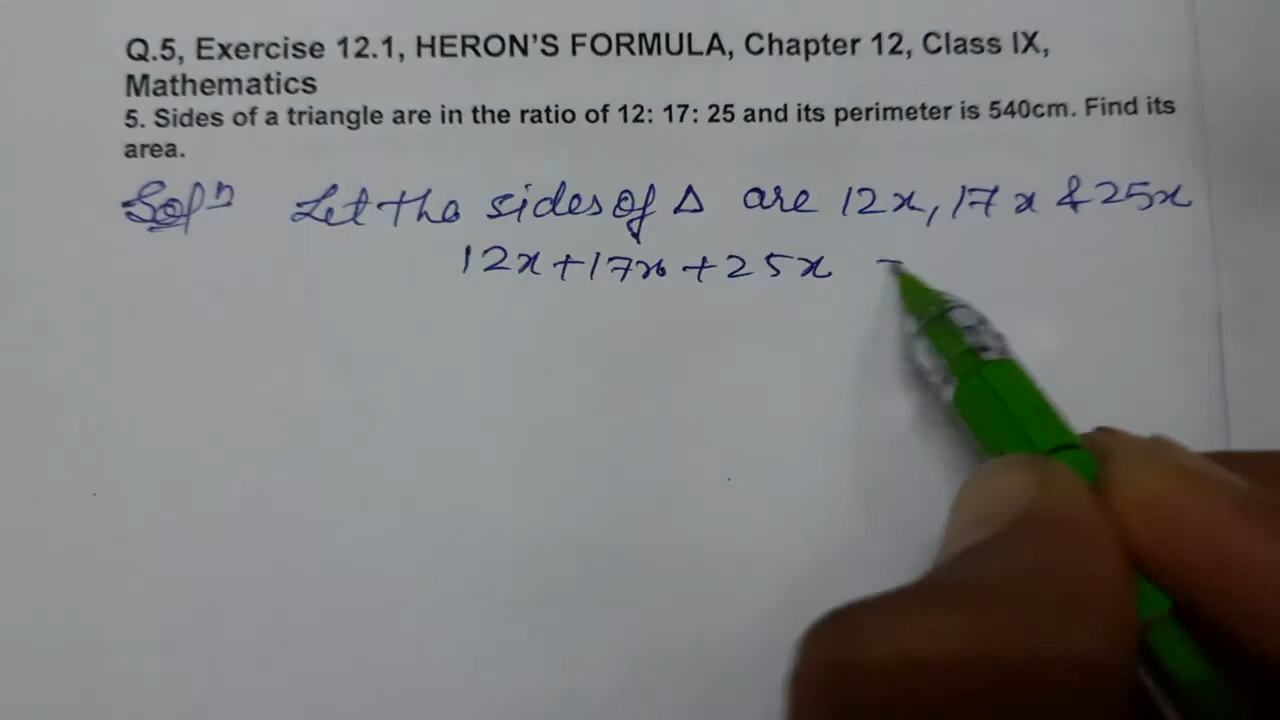 Q.5, Exercise 12.1, HERON'S FORMULA, Chapter 12, Class IX,
Mathematics
5. Sides of a triangle are in the ratio of 12: 17: 25 and its perimeter is 540cm. Find its
area.
Solⁿ Let the sides of Δ are 12x, 17x & 25x
12x + 17x + 25x